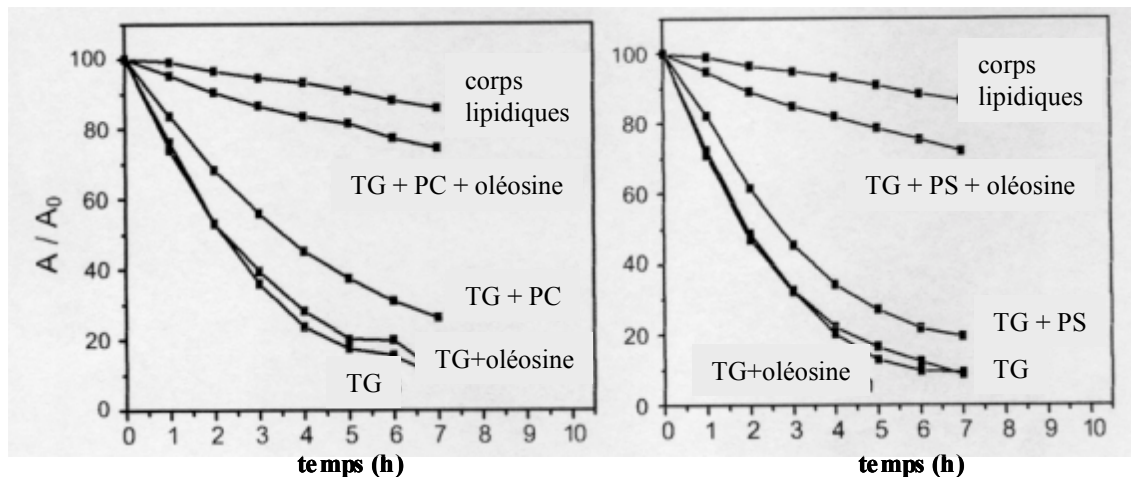 100
80
60
40
20
0
A / A₀
corps
lipidiques
TG + PC + oléosine
TG + PC
TG+oléosine
TG
0 1 2 3 4 5 6 7 8 9 10
temps (h)
100
80
60
40
20
0
corps
lipidiques
TG + PS + oléosine
TG + PS
TG+oléosine
TG
0 1 2 3 4 5 6 7 8 9 10
temps (h)